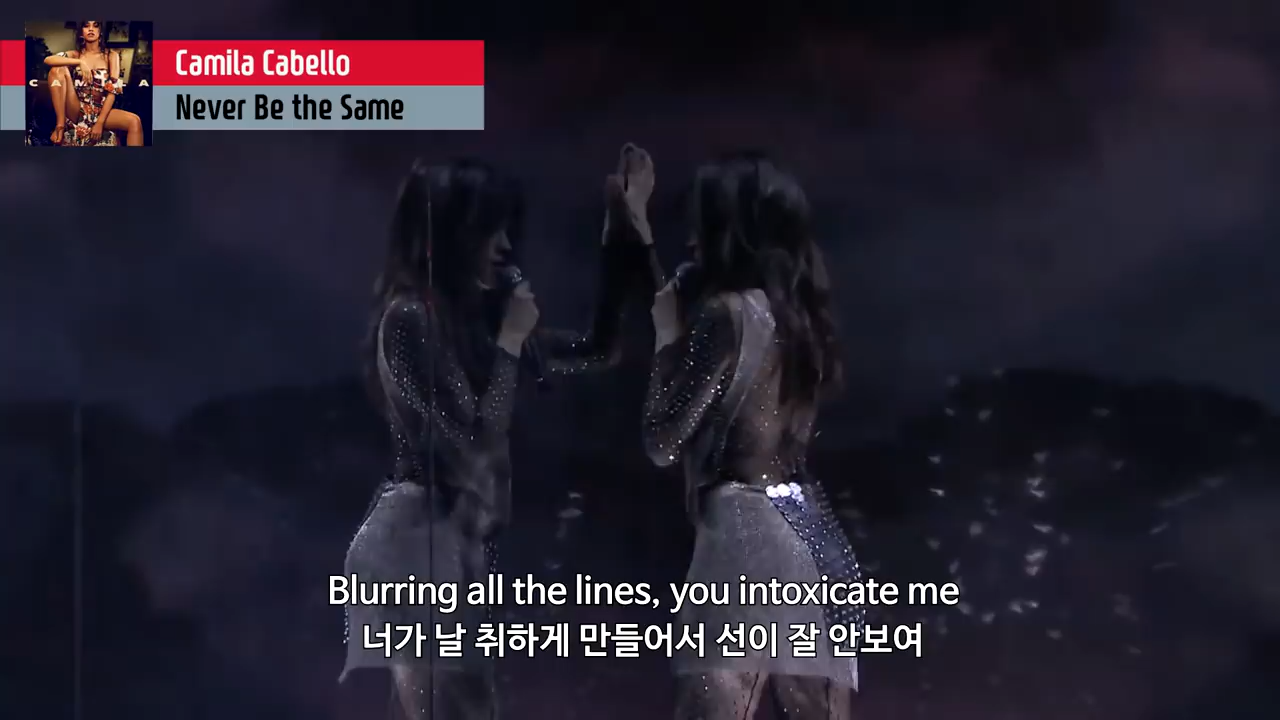 Camila Cabello
Never Be the Same
CAMILA
Blurring all the lines, you intoxicate me
너가 날 취하게 만들어서 선이 잘 안보여